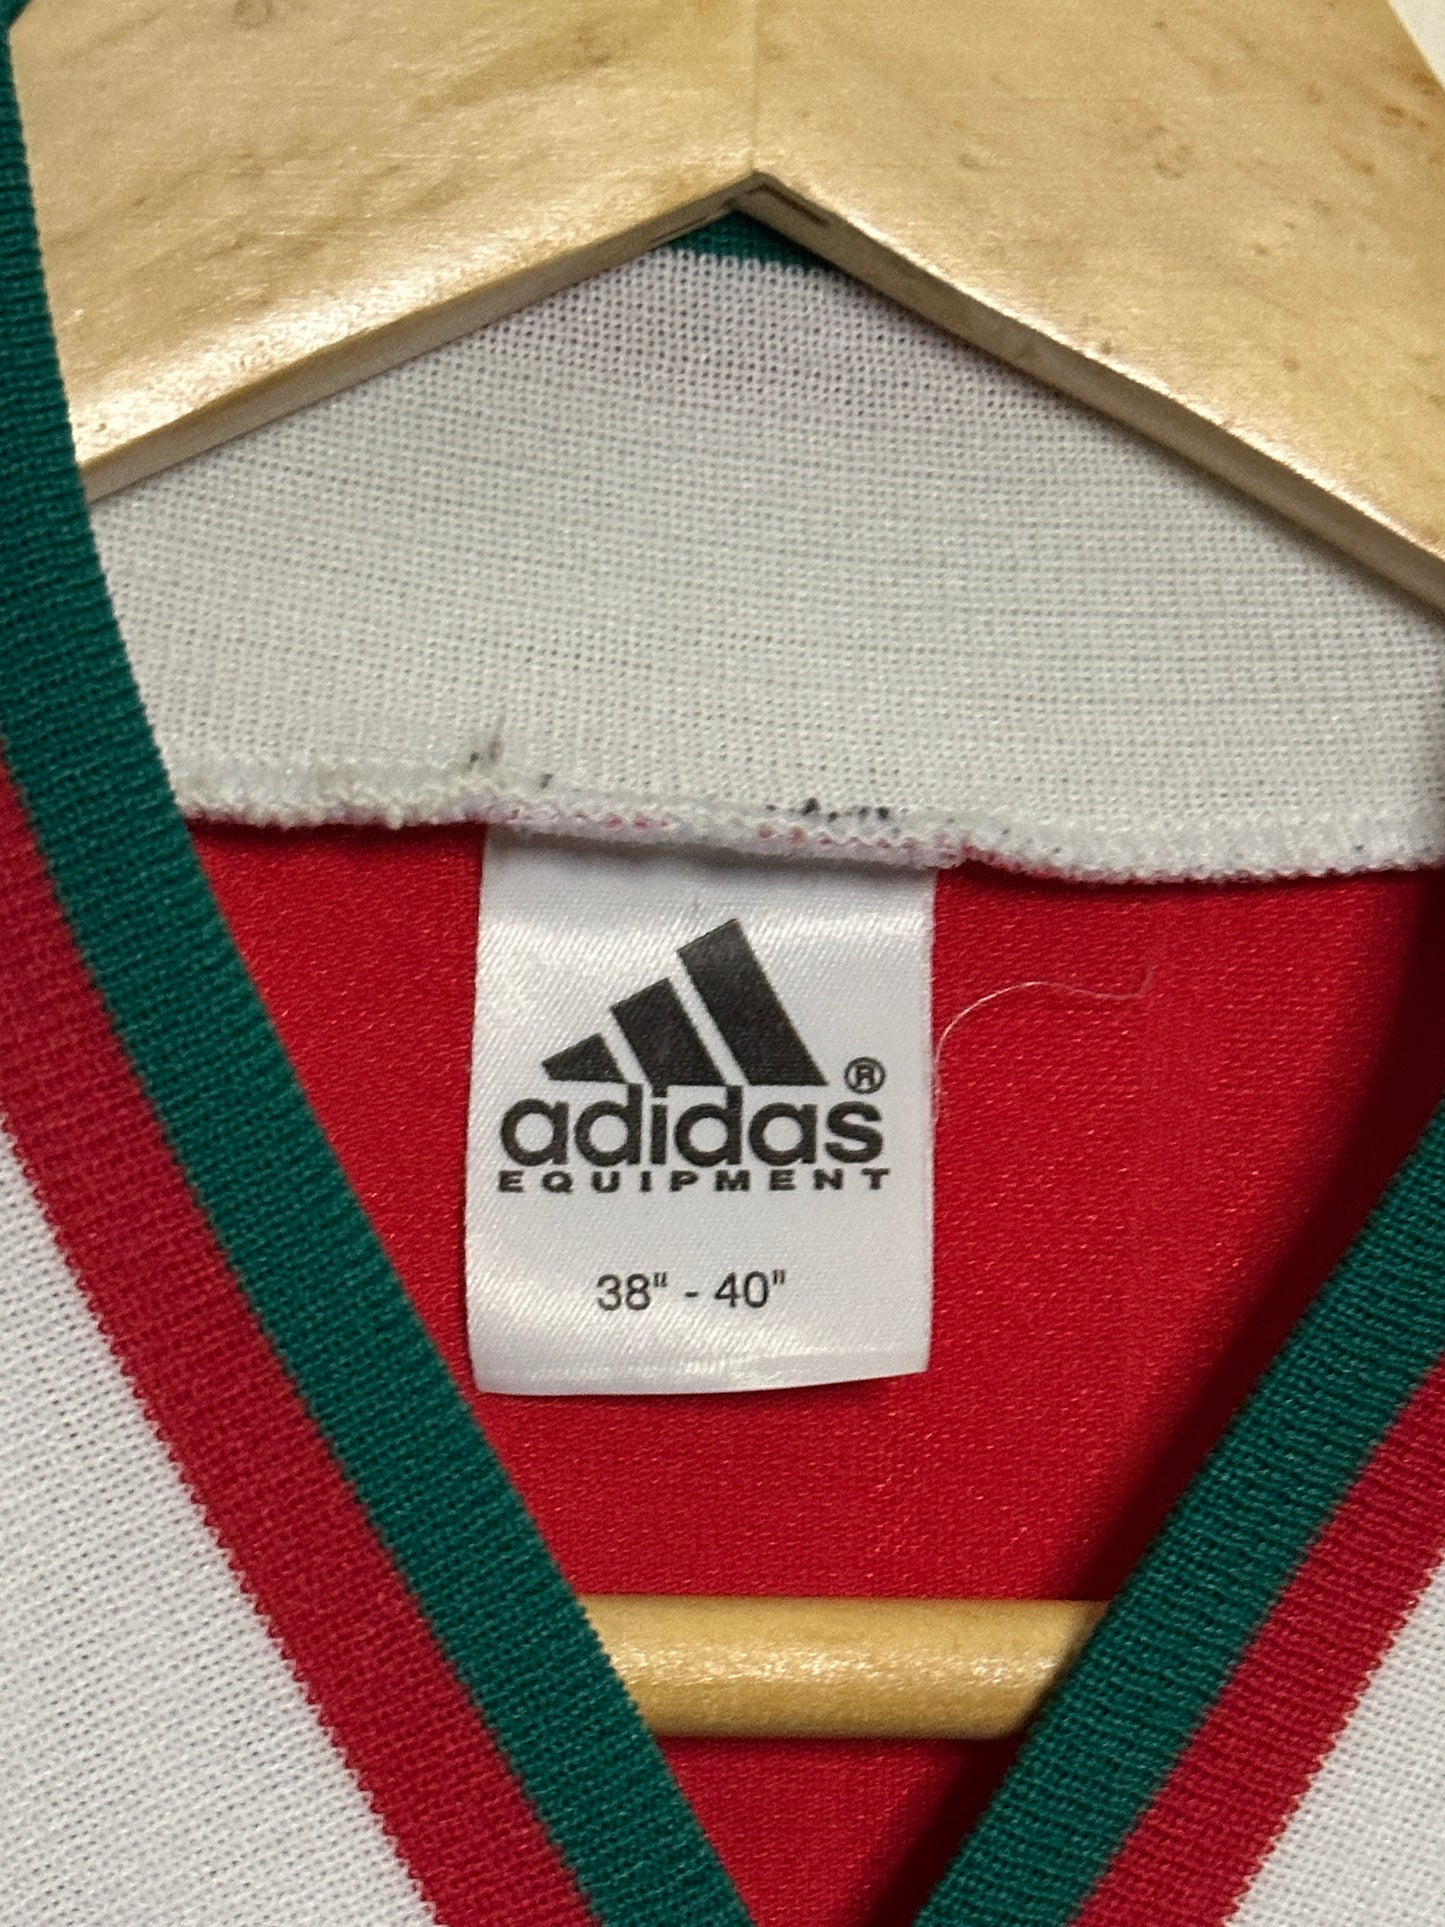 adidas®
EQUIPMENT
38" - 40"